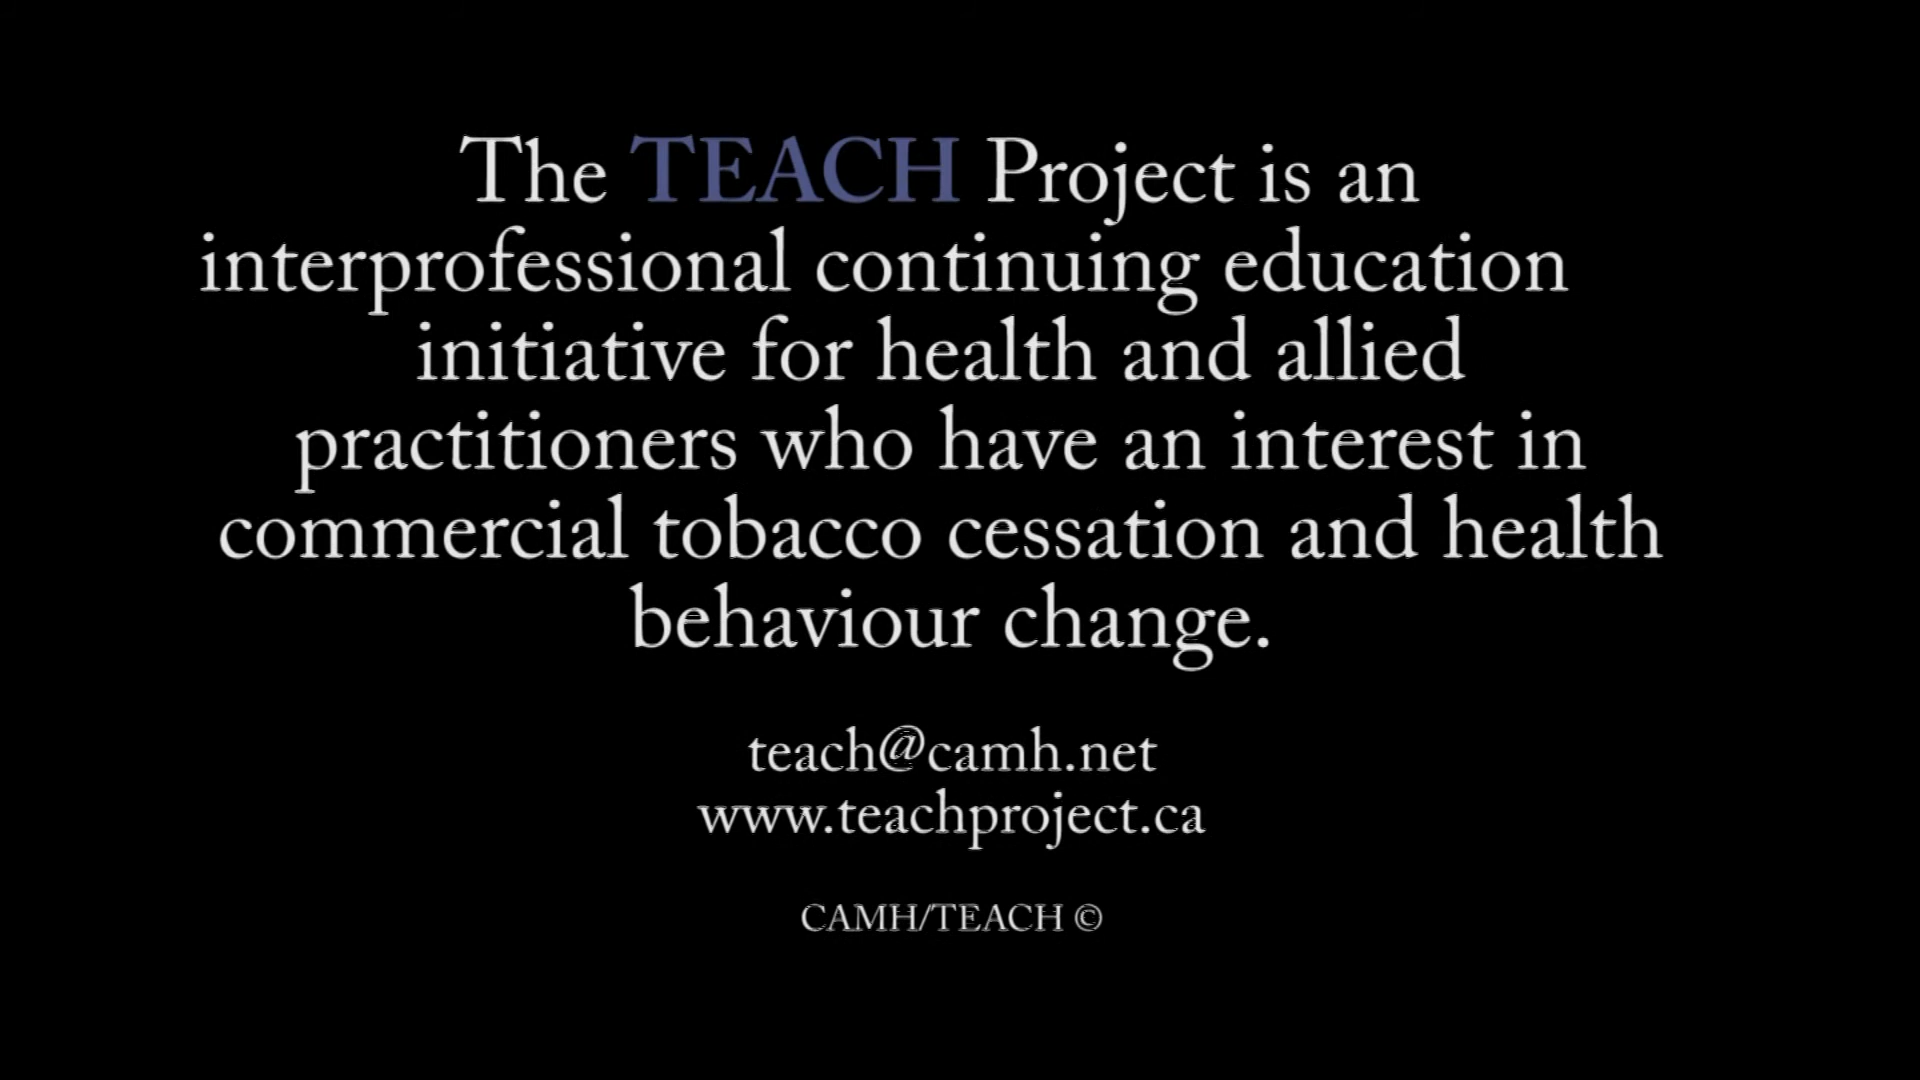 The TEACH Project is an
interprofessional continuing education
initiative for health and allied
practitioners who have an interest in
commercial tobacco cessation and health
behaviour change.
teach@camh.net
www.teachproject.ca
CAMH/TEACH ©